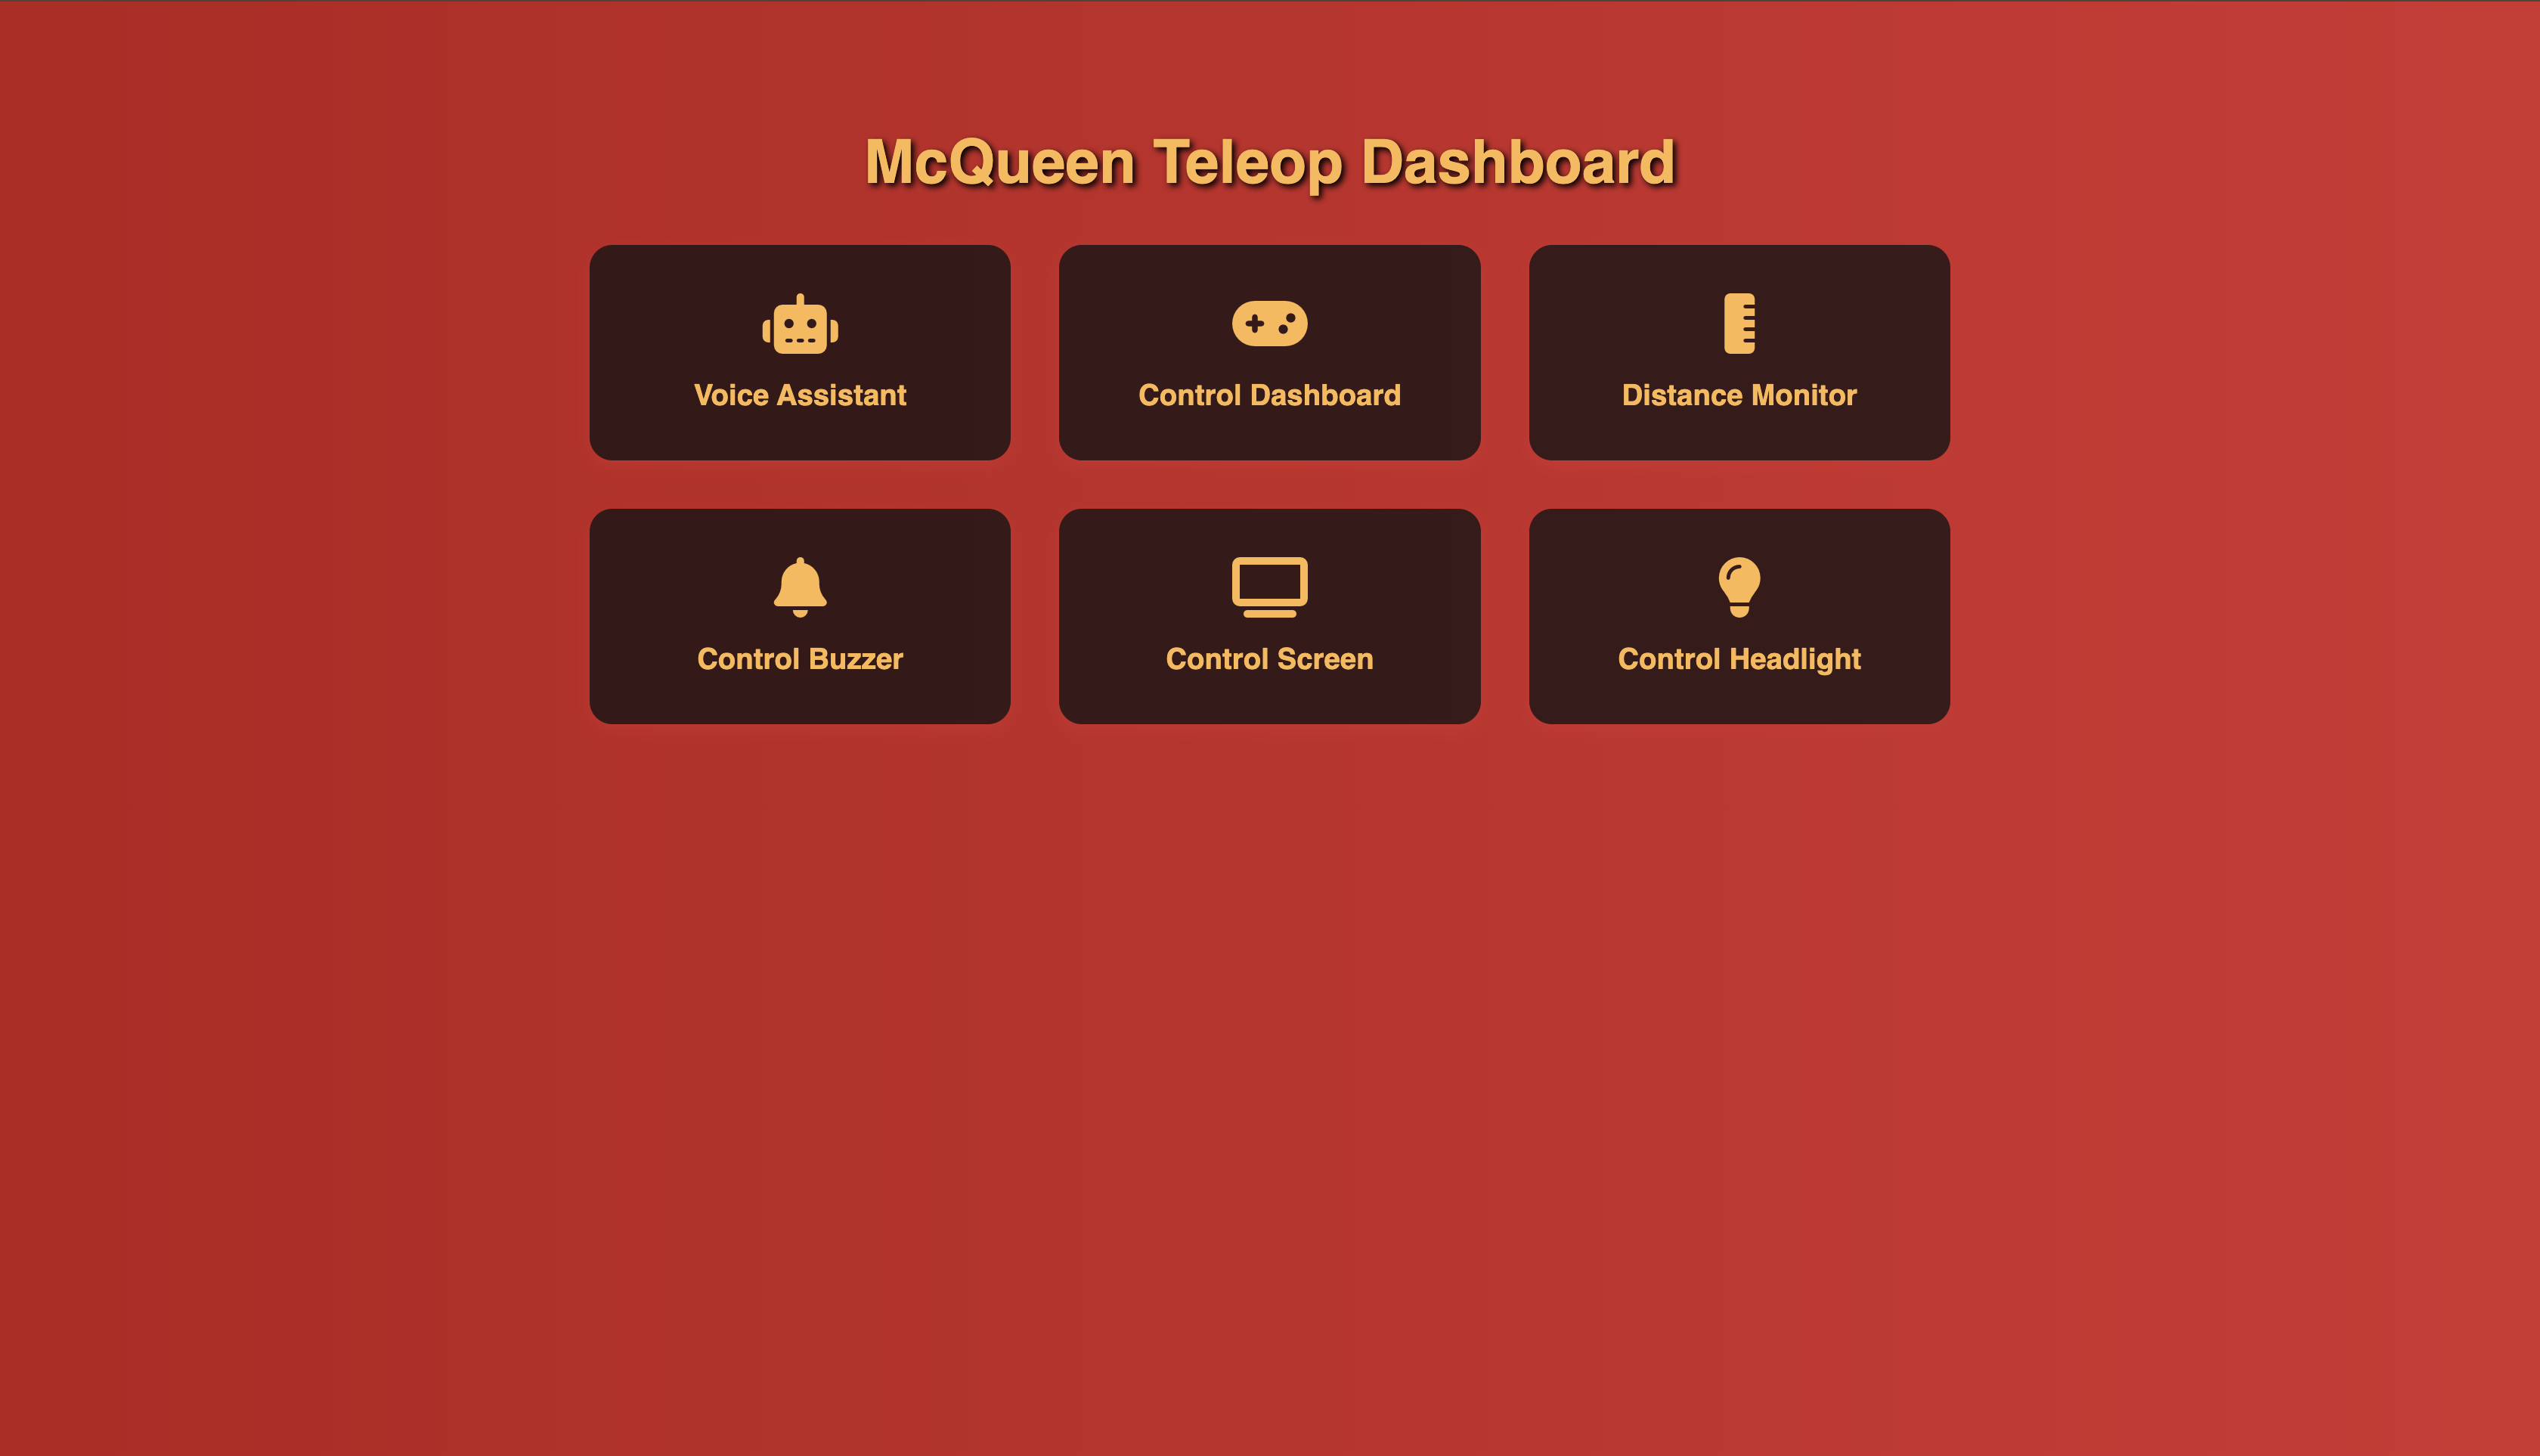 McQueen Teleop Dashboard
Voice Assistant
Control Dashboard
Distance Monitor
Control Buzzer
Control Screen
Control Headlight